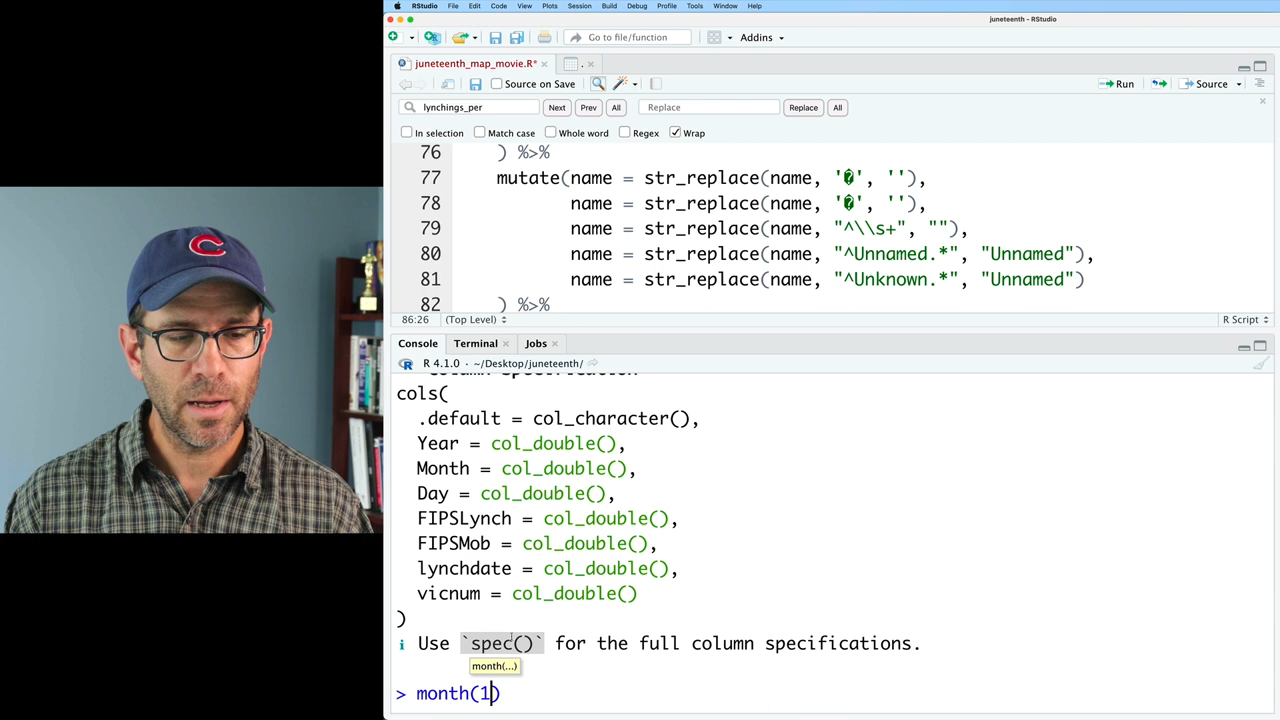 RStudio File Edit Code View Plots Session Build Debug Profile Tools Window Help
juneteenth - RStudio
Go to file/function Addins
juneteenth_map_movie.R* .
Source on Save Run Source
lynchings_per Next Prev All Replace Replace All
In selection Match case Whole word Regex Wrap
76 ) %>%
77 mutate(name = str_replace(name, '�', ''),
78 name = str_replace(name, '�', ''),
79 name = str_replace(name, "^\\s+", ""),
80 name = str_replace(name, "^Unnamed.*", "Unnamed"),
81 name = str_replace(name, "^Unknown.*", "Unnamed")
82 ) %>%
86:26 (Top Level) R Script
Console Terminal Jobs
R 4.1.0 · ~/Desktop/juneteenth/
cols(
.default = col_character(),
Year = col_double(),
Month = col_double(),
Day = col_double(),
FIPSLynch = col_double(),
FIPSMob = col_double(),
lynchdate = col_double(),
vicnum = col_double()
)
i Use `spec()` for the full column specifications.
month(...)
> month(1)